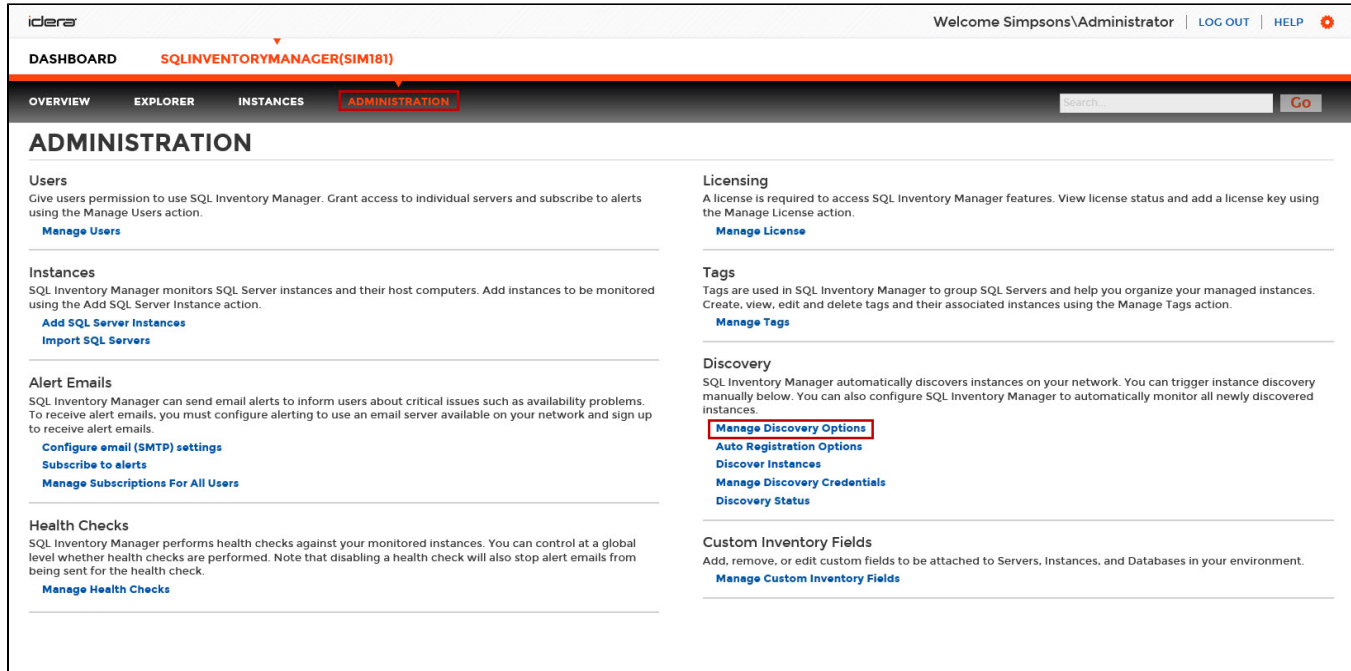 idera
Welcome Simpsons\Administrator | LOG OUT | HELP
DASHBOARD SQLINVENTORYMANAGER(SIM181)
OVERVIEW EXPLORER INSTANCES ADMINISTRATION Search... Go
ADMINISTRATION
Users
Give users permission to use SQL Inventory Manager. Grant access to individual servers and subscribe to alerts
using the Manage Users action.
Manage Users
Instances
SQL Inventory Manager monitors SQL Server instances and their host computers. Add instances to be monitored
using the Add SQL Server Instance action.
Add SQL Server Instances
Import SQL Servers
Alert Emails
SQL Inventory Manager can send email alerts to inform users about critical issues such as availability problems.
To receive alert emails, you must configure alerting to use an email server available on your network and sign up
to receive alert emails.
Configure email (SMTP) settings
Subscribe to alerts
Manage Subscriptions For All Users
Health Checks
SQL Inventory Manager performs health checks against your monitored instances. You can control at a global
level whether health checks are performed. Note that disabling a health check will also stop alert emails from
being sent for the health check.
Manage Health Checks
Licensing
A license is required to access SQL Inventory Manager features. View license status and add a license key using
the Manage License action.
Manage License
Tags
Tags are used in SQL Inventory Manager to group SQL Servers and help you organize your managed instances.
Create, view, edit and delete tags and their associated instances using the Manage Tags action.
Manage Tags
Discovery
SQL Inventory Manager automatically discovers instances on your network. You can trigger instance discovery
manually below. You can also configure SQL Inventory Manager to automatically monitor all newly discovered
instances.
Manage Discovery Options
Auto Registration Options
Discover Instances
Manage Discovery Credentials
Discovery Status
Custom Inventory Fields
Add, remove, or edit custom fields to be attached to Servers, Instances, and Databases in your environment.
Manage Custom Inventory Fields